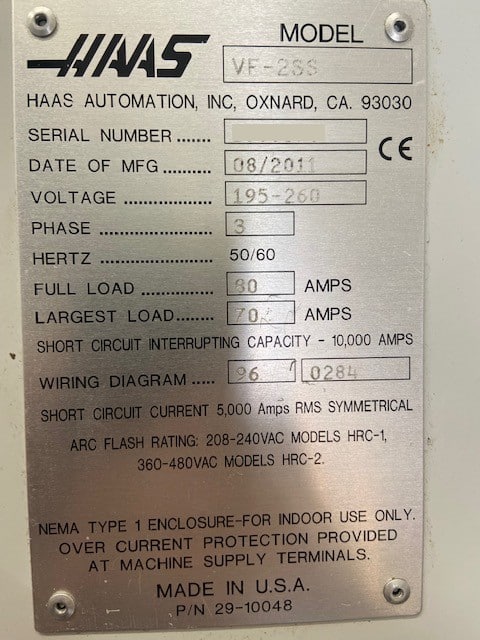 HAAS
MODEL VF-2SS
HAAS AUTOMATION, INC, OXNARD, CA. 93030
SERIAL NUMBER .......
DATE OF MFG .......... 08/2011
CE
VOLTAGE ............... 195-260
PHASE .................. 3
HERTZ .................. 50/60
FULL LOAD ............. 80 AMPS
LARGEST LOAD........ 70 AMPS
SHORT CIRCUIT INTERRUPTING CAPACITY - 10,000 AMPS
WIRING DIAGRAM ..... 96 0284
SHORT CIRCUIT CURRENT 5,000 Amps RMS SYMMETRICAL
ARC FLASH RATING: 208-240VAC MODELS HRC-1,
360-480VAC MODELS HRC-2.
NEMA TYPE 1 ENCLOSURE-FOR INDOOR USE ONLY.
OVER CURRENT PROTECTION PROVIDED
AT MACHINE SUPPLY TERMINALS.
MADE IN U.S.A.
P/N 29-10048